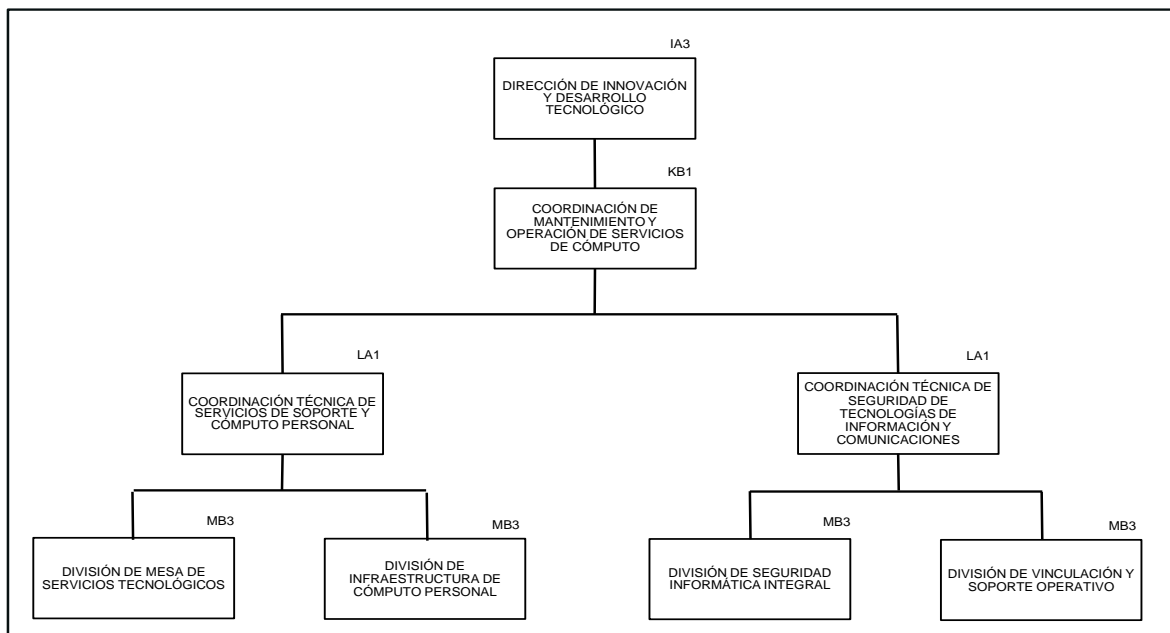 IA3
DIRECCIÓN DE INNOVACIÓN
Y DESARROLLO
TECNOLÓGICO
KB1
COORDINACIÓN DE
MANTENIMIENTO Y
OPERACIÓN DE SERVICIOS
DE CÓMPUTO
LA1
COORDINACIÓN TÉCNICA DE
SERVICIOS DE SOPORTE Y
CÓMPUTO PERSONAL
LA1
COORDINACIÓN TÉCNICA DE
SEGURIDAD DE
TECNOLOGÍAS DE
INFORMACIÓN Y
COMUNICACIONES
MB3
DIVISIÓN DE MESA DE
SERVICIOS TECNOLÓGICOS
MB3
DIVISIÓN DE
INFRAESTRUCTURA DE
CÓMPUTO PERSONAL
MB3
DIVISIÓN DE SEGURIDAD
INFORMÁTICA INTEGRAL
MB3
DIVISIÓN DE VINCULACIÓN Y
SOPORTE OPERATIVO